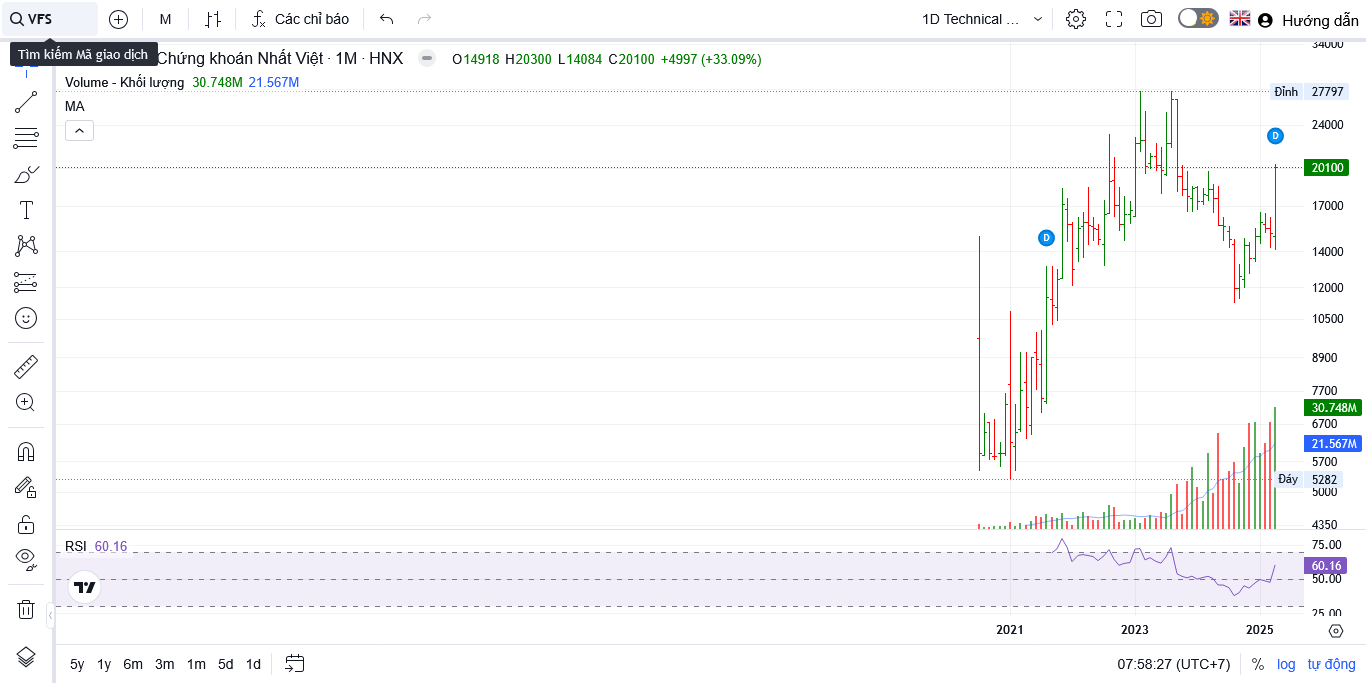 VFS
M
Các chỉ báo
1D Technical ...
Hướng dẫn
Tìm kiếm Mã giao dịch
Chứng khoán Nhất Việt · 1M · HNX
O14918 H20300 L14084 C20100 +4997 (+33.09%)
Volume - Khối lượng 30.748M 21.567M
MA
34000
Đỉnh 27797
24000
D
20100
17000
D
14000
12000
10500
8900
7700
30.748M
6700
21.567M
5700
Đáy 5282
5000
4350
RSI 60.16
75.00
60.16
50.00
25.00
2021 2023 2025
5y 1y 6m 3m 1m 5d 1d
07:58:27 (UTC+7) % log tự động